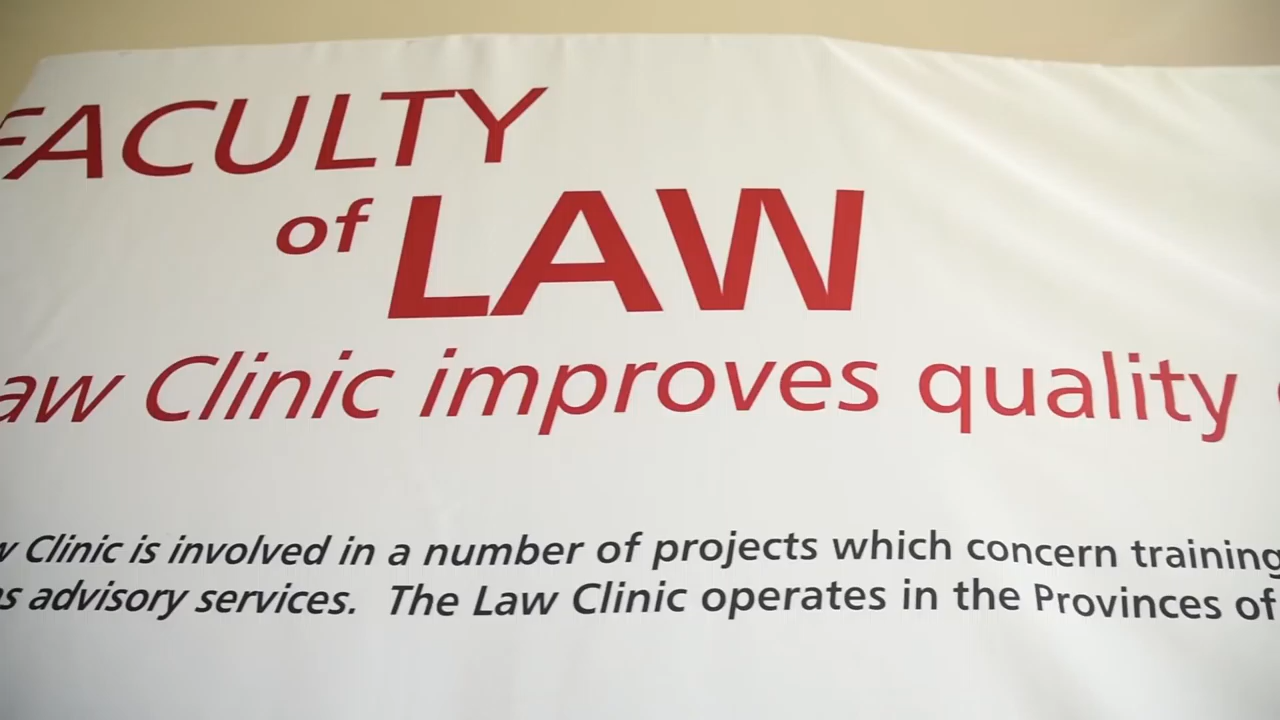 FACULTY
of LAW
aw Clinic improves quality
Clinic is involved in a number of projects which concern training
advisory services. The Law Clinic operates in the Provinces of